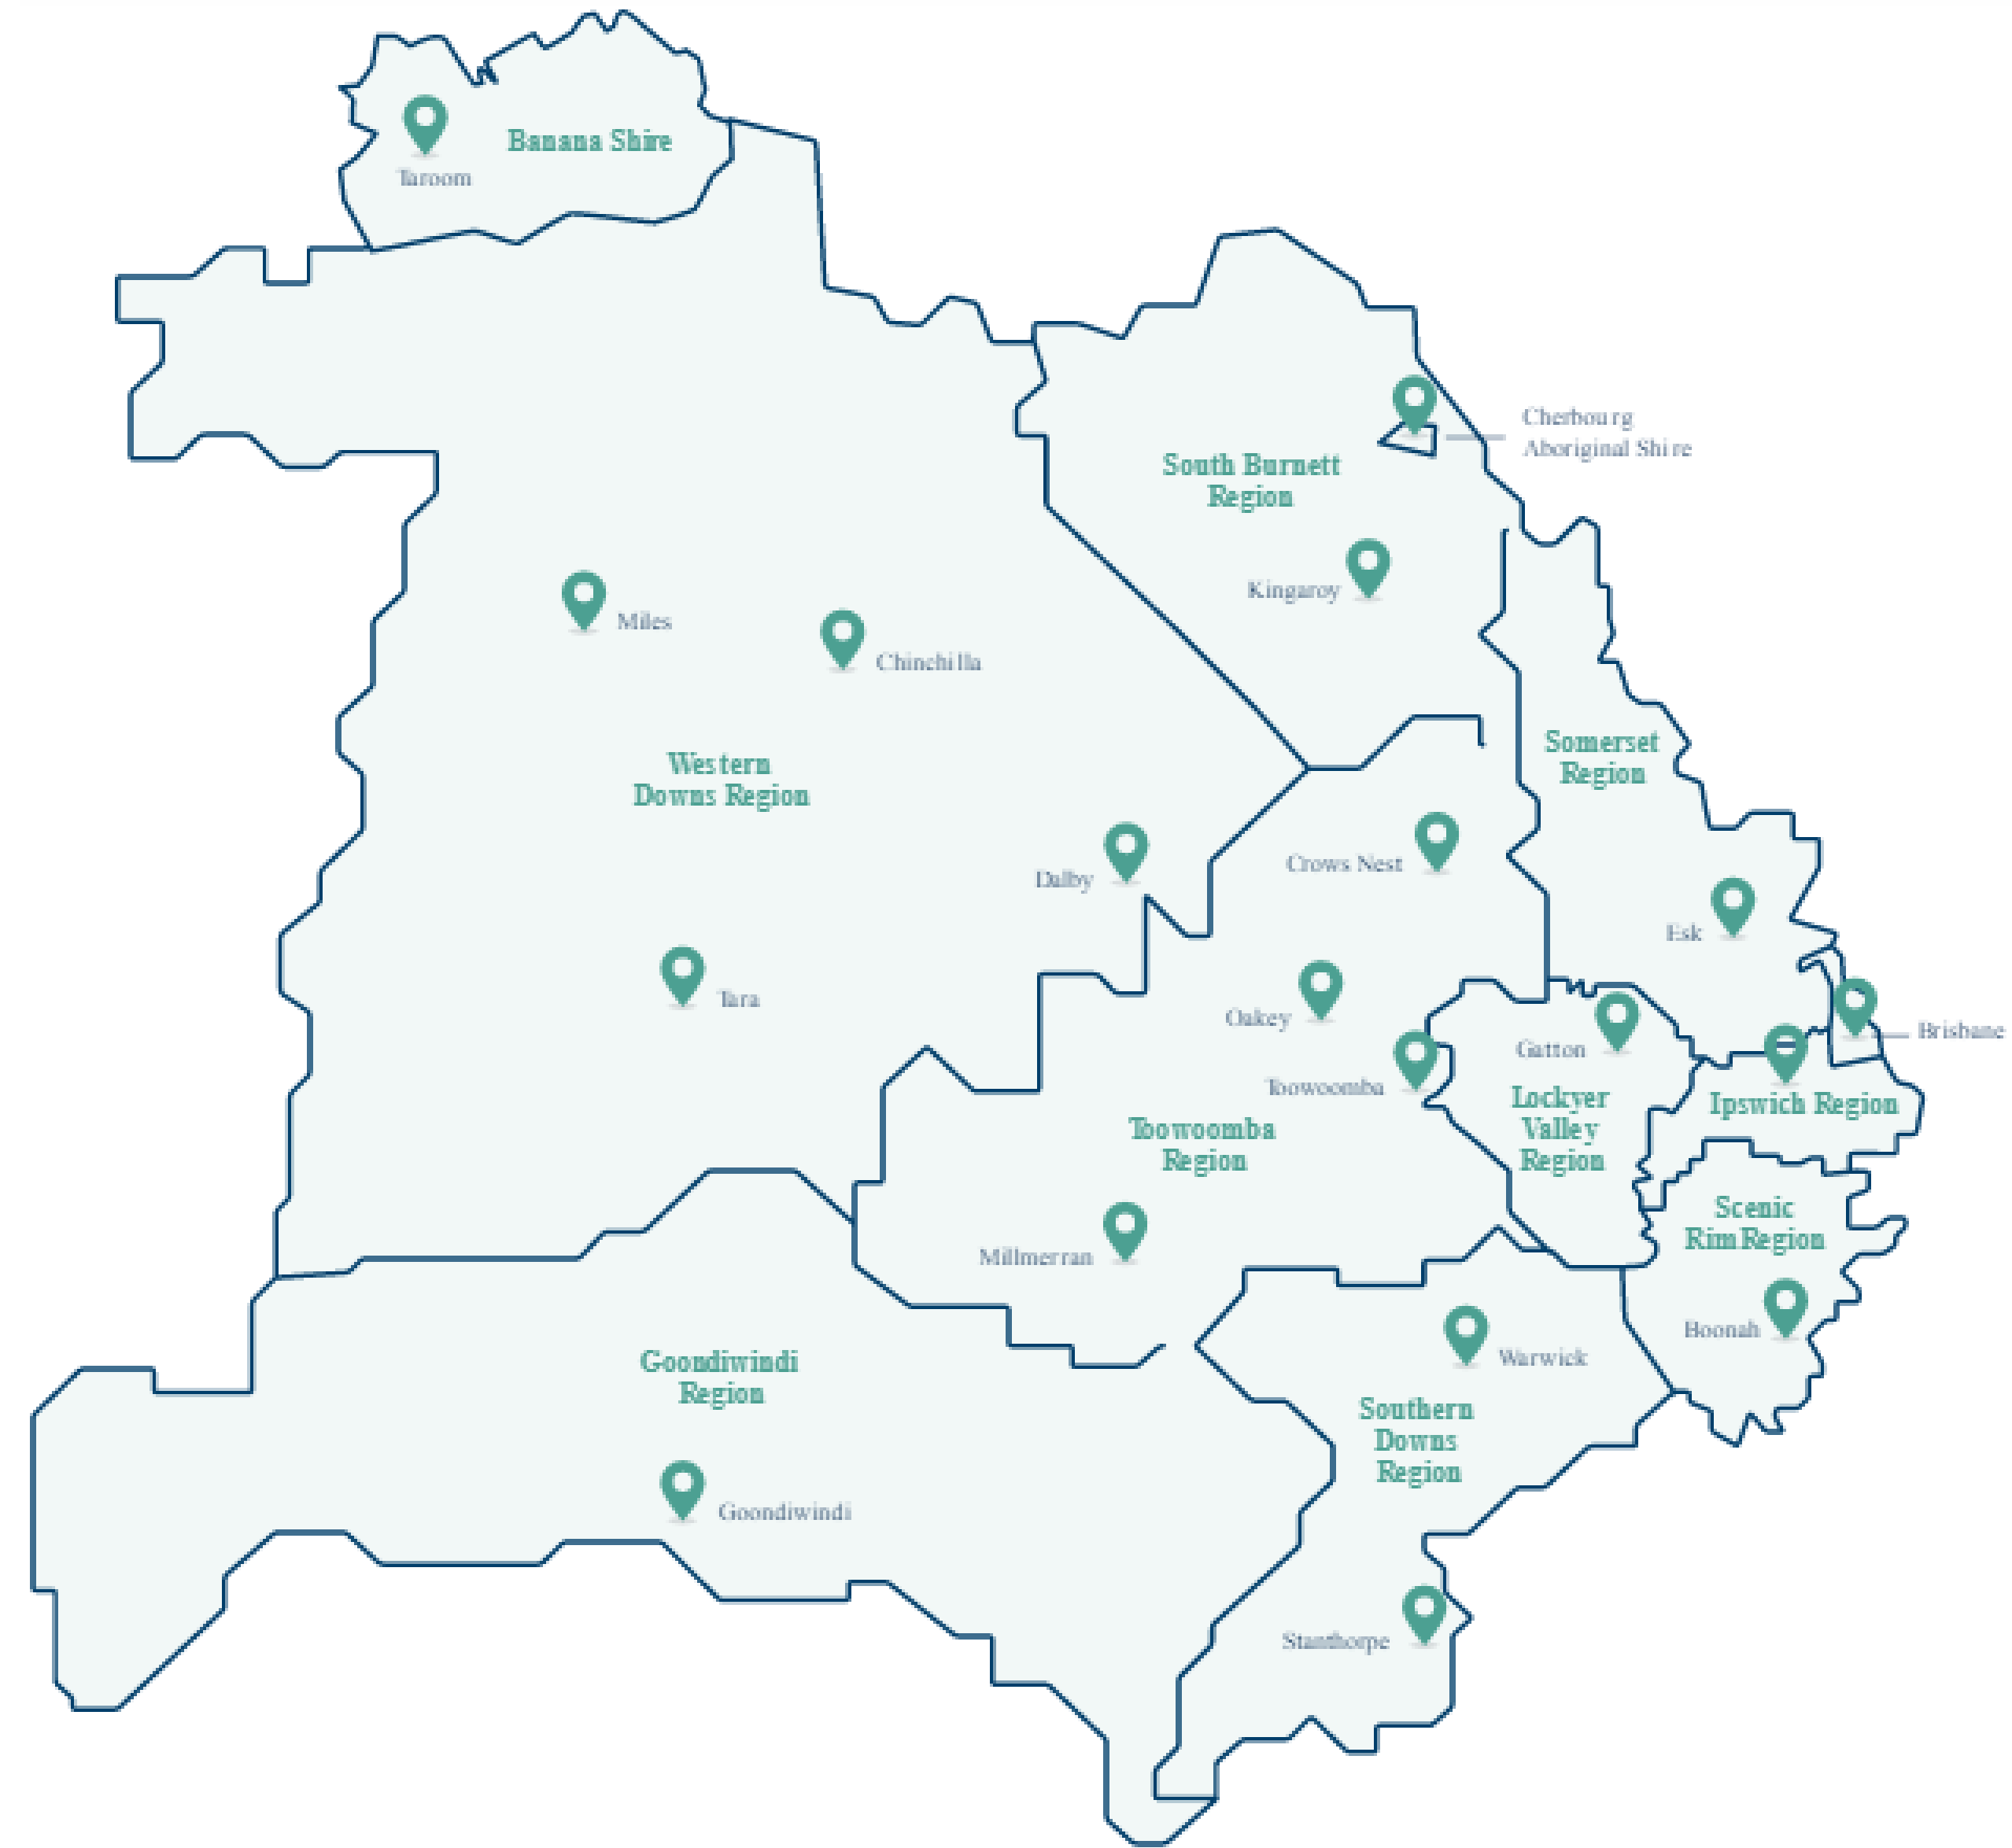 Banana Shire
Taroom
Cherbourg
Aboriginal Shire
South Burnett
Region
Kingaroy
Miles
Chinchilla
Somerset
Region
Western
Downs Region
Crows Nest
Dalby
Esk
Tara
Oakey
Brisbane
Gatton
Toowoomba
Lockyer
Valley
Region
Ipswich Region
Toowoomba
Region
Scenic
Rim Region
Millmerran
Boonah
Warwick
Goondiwindi
Region
Southern
Downs
Region
Goondiwindi
Stanthorpe